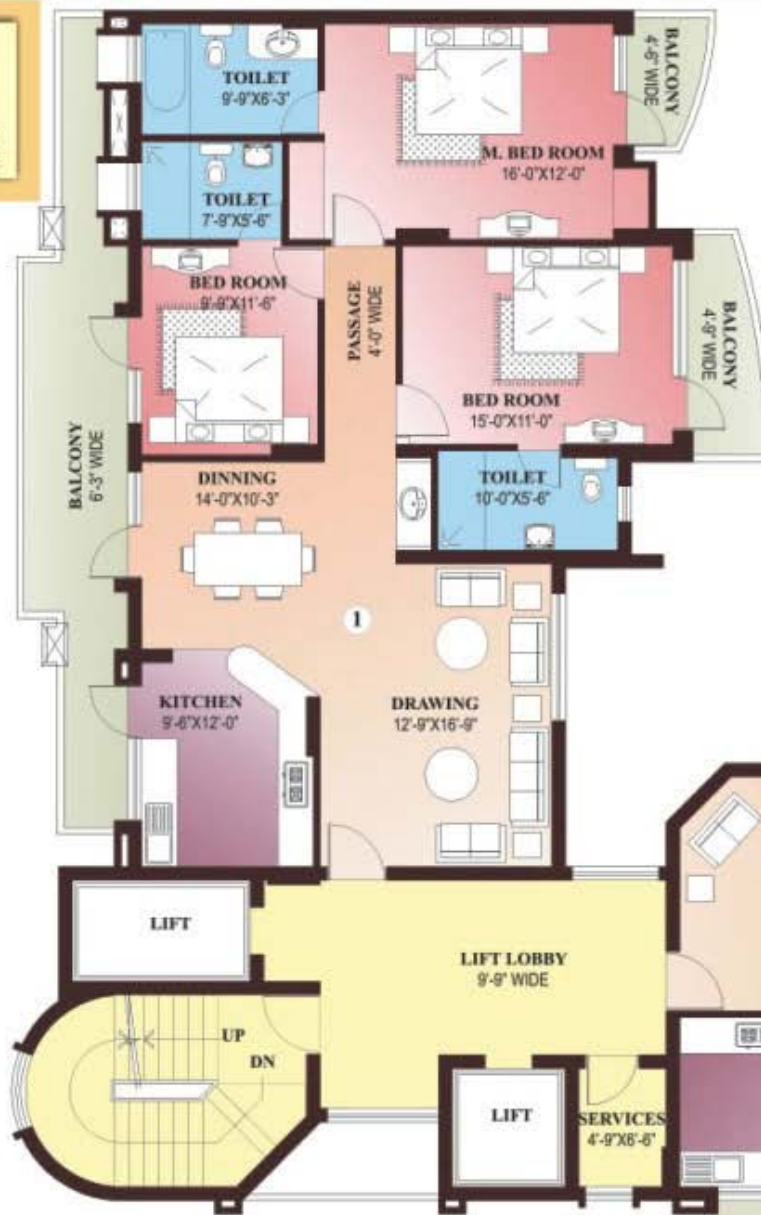 TOILET
9'-9"X6'-3"
BALCONY
4'-6" WIDE
M. BED ROOM
16'-0"X12'-0"
TOILET
7'-9"X5'-6"
BED ROOM
9'-9"X11'-6"
PASSAGE
4'-0" WIDE
BALCONY
4'-9" WIDE
BED ROOM
15'-0"X11'-0"
BALCONY
6'-3" WIDE
DINNING
14'-0"X10'-3"
TOILET
10'-0"X5'-6"
1
KITCHEN
9'-6"X12'-0"
DRAWING
12'-9"X16'-9"
LIFT
LIFT LOBBY
9'-9" WIDE
UP
DN
LIFT
SERVICES
4'-9"X6'-6"